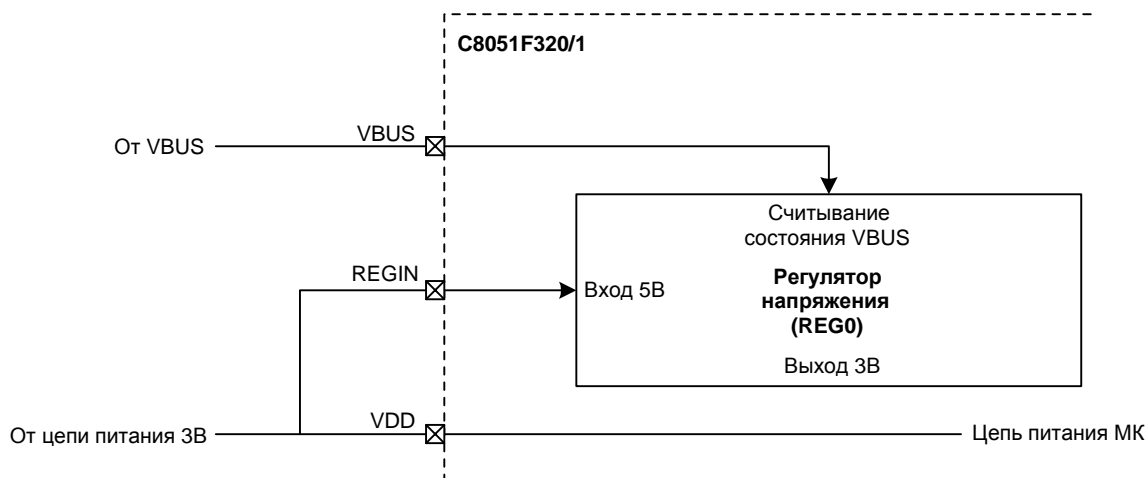 C8051F320/1
VBUS
От VBUS
Считывание
состояния VBUS
REGIN
Вход 5В
Регулятор
напряжения
(REG0)
Выход 3В
VDD
От цепи питания 3В
Цепь питания МК